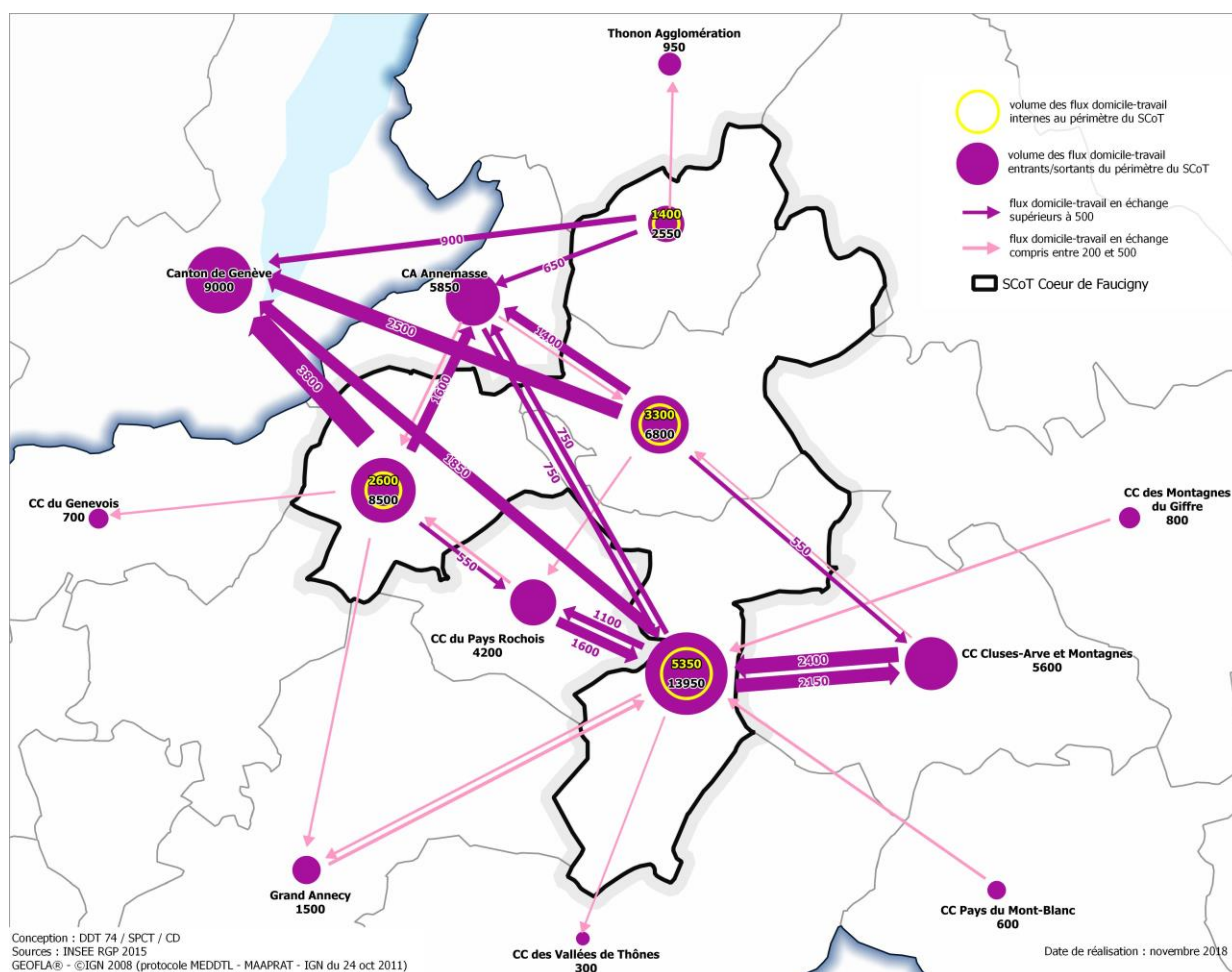 Thonon Agglomération
950
volume des flux domicile-travail
internes au périmètre du SCoT
volume des flux domicile-travail
entrants/sortants du périmètre du SCoT
flux domicile-travail en échange
supérieurs à 500
flux domicile-travail en échange
compris entre 200 et 500
SCoT Coeur de Faucigny
1400
2550
900
650
Canton de Genève
9000
CA Annemasse
5850
2500
1400
3800
1600
3300
6800
750
750
1850
2600
8500
CC du Genevois
700
CC des Montagnes
du Giffre
800
550
550
CC du Pays Rochois
4200
1100
1600
5350
13950
2400
2150
CC Cluses-Arve et Montagnes
5600
Grand Annecy
1500
CC Pays du Mont-Blanc
600
CC des Vallées de Thônes
300
Conception : DDT 74 / SPCT / CD
Sources : INSEE RGP 2015
GEOFLA® - ©IGN 2008 (protocole MEDDTL - MAAPRAT - IGN du 24 oct 2011)
Date de réalisation : novembre 2018